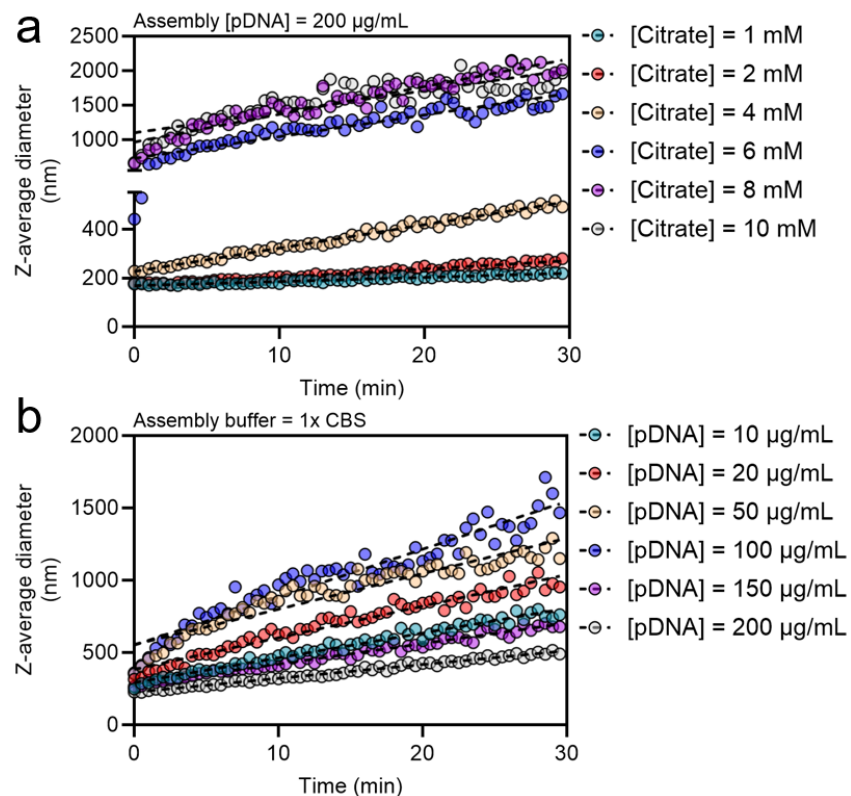 a
Assembly [pDNA] = 200 µg/mL
2500
2000
1500
1000
400
200
0
Z-average diameter
(nm)
0
10
20
30
Time (min)
[Citrate] = 1 mM
[Citrate] = 2 mM
[Citrate] = 4 mM
[Citrate] = 6 mM
[Citrate] = 8 mM
[Citrate] = 10 mM
b
Assembly buffer = 1x CBS
2000
1500
1000
500
0
Z-average diameter
(nm)
0
10
20
30
Time (min)
[pDNA] = 10 µg/mL
[pDNA] = 20 µg/mL
[pDNA] = 50 µg/mL
[pDNA] = 100 µg/mL
[pDNA] = 150 µg/mL
[pDNA] = 200 µg/mL